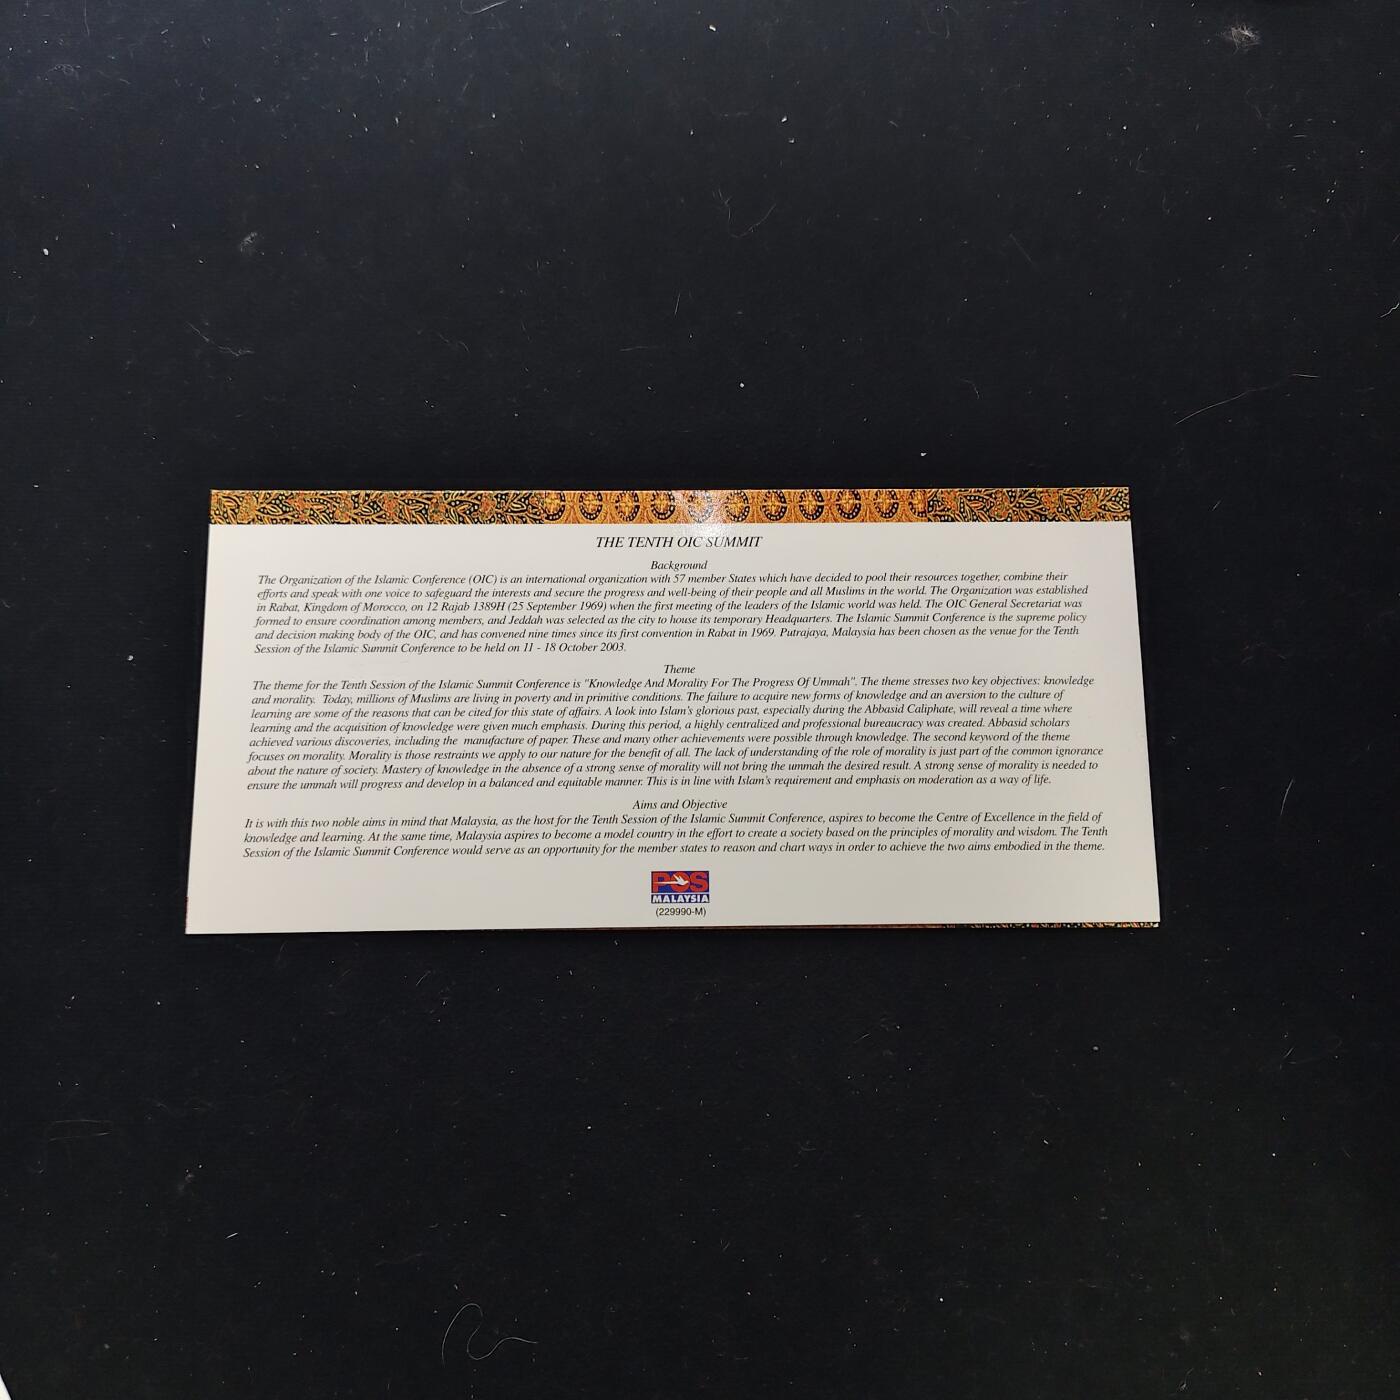 THE TENTH OIC SUMMIT
Background
The Organization of the Islamic Conference (OIC) is an international organization with 57 member States which have decided to pool their resources together, combine their
efforts and speak with one voice to safeguard the interests and secure the progress and well-being of their people and all Muslims in the world. The Organization was established
in Rabat, Kingdom of Morocco, on 12 Rajab 1389H (25 September 1969) when the first meeting of the leaders of the Islamic world was held. The OIC General Secretariat was
formed to ensure coordination among members, and Jeddah was selected as the city to house its temporary Headquarters. The Islamic Summit Conference is the supreme policy
and decision making body of the OIC, and has convened nine times since its first convention in Rabat in 1969. Putrajaya, Malaysia has been chosen as the venue for the Tenth
Session of the Islamic Summit Conference to be held on 11 - 18 October 2003.
Theme
The theme for the Tenth Session of the Islamic Summit Conference is "Knowledge And Morality For The Progress Of Ummah". The theme stresses two key objectives: knowledge
and morality. Today, millions of Muslims are living in poverty and in primitive conditions. The failure to acquire new forms of knowledge and an aversion to the culture of
learning are some of the reasons that can be cited for this state of affairs. A look into Islam's glorious past, especially during the Abbasid Caliphate, will reveal a time where
learning and the acquisition of knowledge were given much emphasis. During this period, a highly centralized and professional bureaucracy was created. Abbasid scholars
achieved various discoveries, including the manufacture of paper. These and many other achievements were possible through knowledge. The second keyword of the theme
focuses on morality. Morality is those restraints we apply to our nature for the benefit of all. The lack of understanding of the role of morality is just part of the common ignorance
about the nature of society. Mastery of knowledge in the absence of a strong sense of morality will not bring the ummah the desired result. A strong sense of morality is needed to
ensure the ummah will progress and develop in a balanced and equitable manner. This is in line with Islam's requirement and emphasis on moderation as a way of life.
Aims and Objective
It is with this two noble aims in mind that Malaysia, as the host for the Tenth Session of the Islamic Summit Conference, aspires to become the Centre of Excellence in the field of
knowledge and learning. At the same time, Malaysia aspires to become a model country in the effort to create a society based on the principles of morality and wisdom. The Tenth
Session of the Islamic Summit Conference would serve as an opportunity for the member states to reason and chart ways in order to achieve the two aims embodied in the theme.
POS
MALAYSIA
(229990-M)